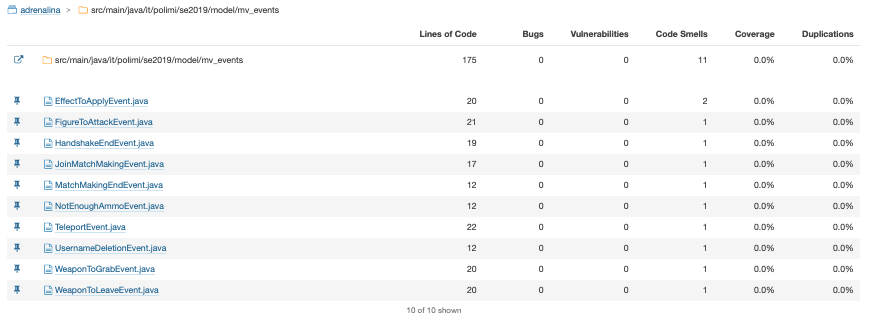 adrenalina > src/main/java/it/polimi/se2019/model/mv_events
Lines of Code Bugs Vulnerabilities Code Smells Coverage Duplications
src/main/java/it/polimi/se2019/model/mv_events 175 0 0 11 0.0% 0.0%
EffectToApplyEvent.java 20 0 0 2 0.0% 0.0%
FigureToAttackEvent.java 21 0 0 1 0.0% 0.0%
HandshakeEndEvent.java 19 0 0 1 0.0% 0.0%
JoinMatchMakingEvent.java 17 0 0 1 0.0% 0.0%
MatchMakingEndEvent.java 12 0 0 1 0.0% 0.0%
NotEnoughAmmoEvent.java 12 0 0 1 0.0% 0.0%
TeleportEvent.java 22 0 0 1 0.0% 0.0%
UsernameDeletionEvent.java 12 0 0 1 0.0% 0.0%
WeaponToGrabEvent.java 20 0 0 1 0.0% 0.0%
WeaponToLeaveEvent.java 20 0 0 1 0.0% 0.0%
10 of 10 shown